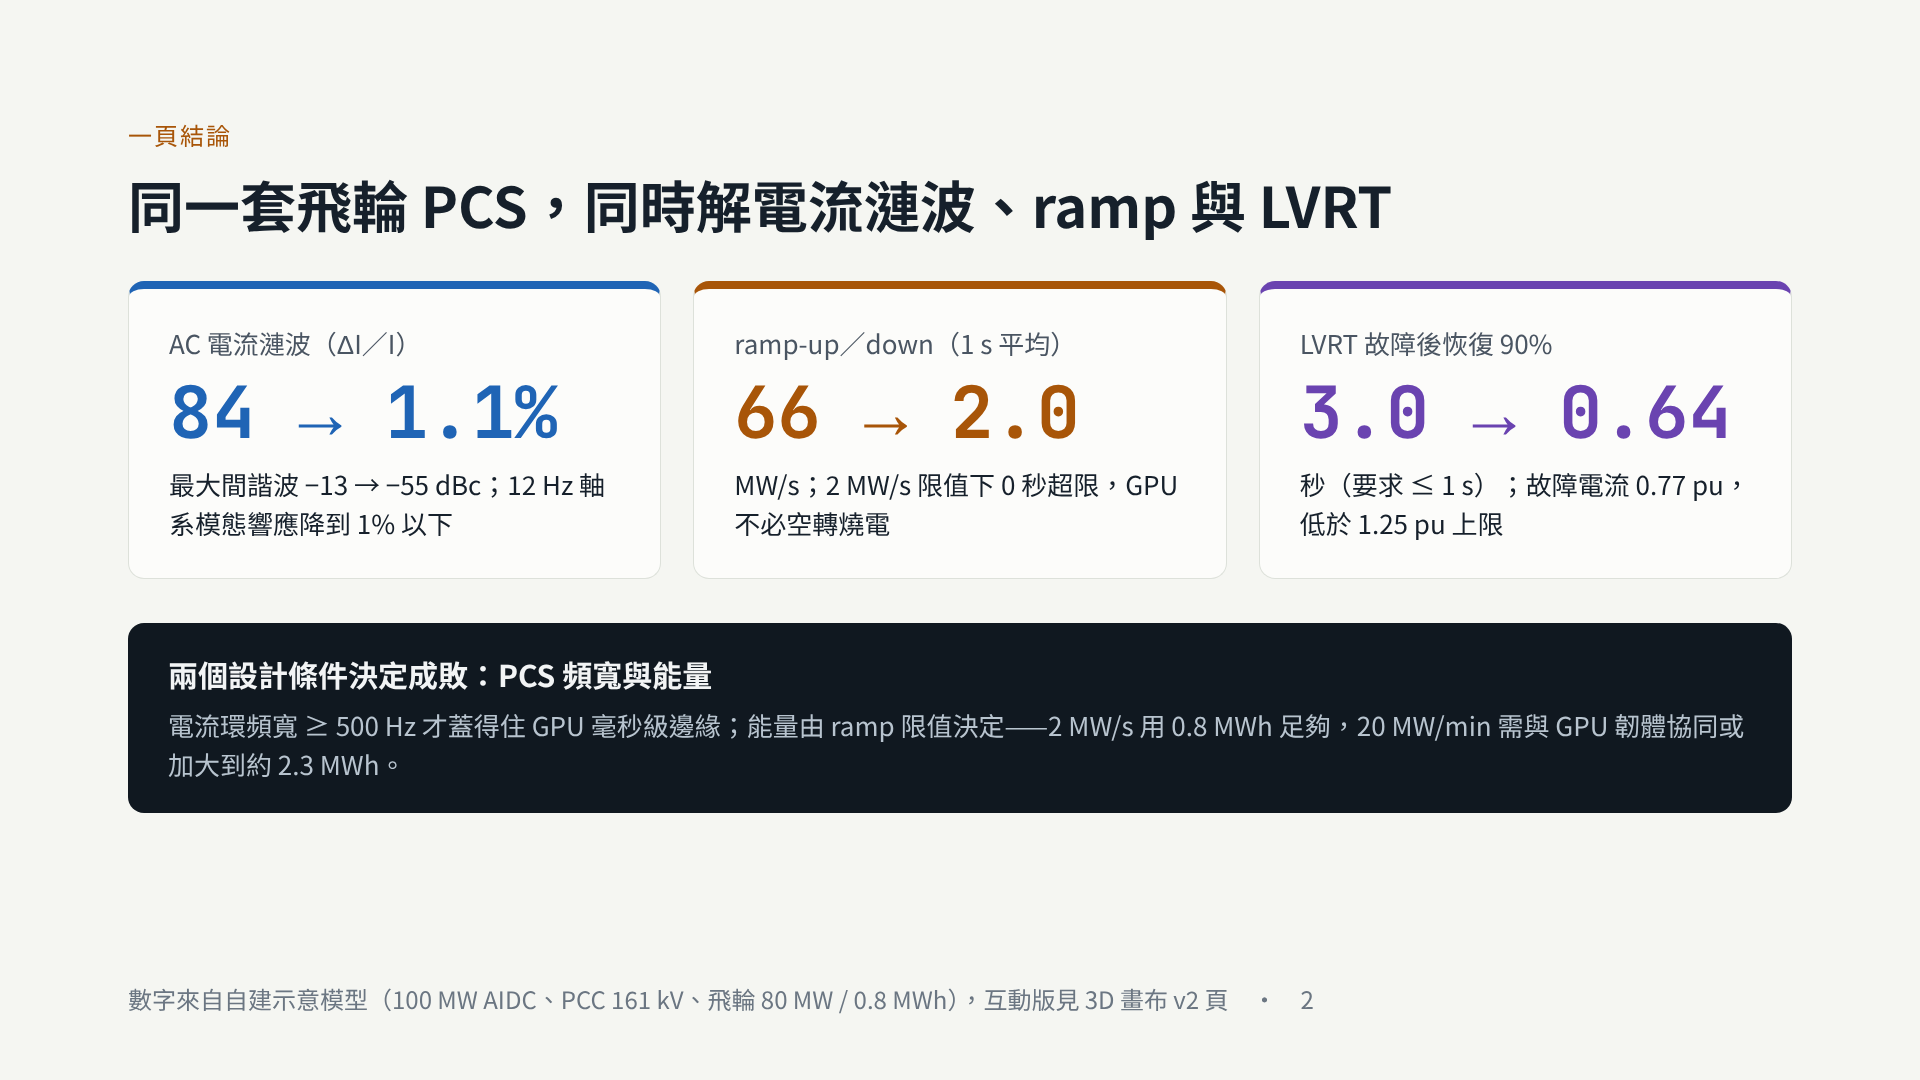 一頁結論
同一套飛輪 PCS，同時解電流漣波、ramp 與 LVRT
AC 電流漣波（ΔI／I）
84 → 1.1%
最大間諧波 −13 → −55 dBc；12 Hz 軸
系模態響應降到 1% 以下
ramp-up／down（1 s 平均）
66 → 2.0
MW/s；2 MW/s 限值下 0 秒超限，GPU
不必空轉燒電
LVRT 故障後恢復 90%
3.0 → 0.64
秒（要求 ≤ 1 s）；故障電流 0.77 pu，
低於 1.25 pu 上限
兩個設計條件決定成敗：PCS 頻寬與能量
電流環頻寬 ≥ 500 Hz 才蓋得住 GPU 毫秒級邊緣；能量由 ramp 限值決定——2 MW/s 用 0.8 MWh 足夠，20 MW/min 需與 GPU 韌體協同或
加大到約 2.3 MWh。
數字來自自建示意模型（100 MW AIDC、PCC 161 kV、飛輪 80 MW / 0.8 MWh），互動版見 3D 畫布 v2 頁 · 2